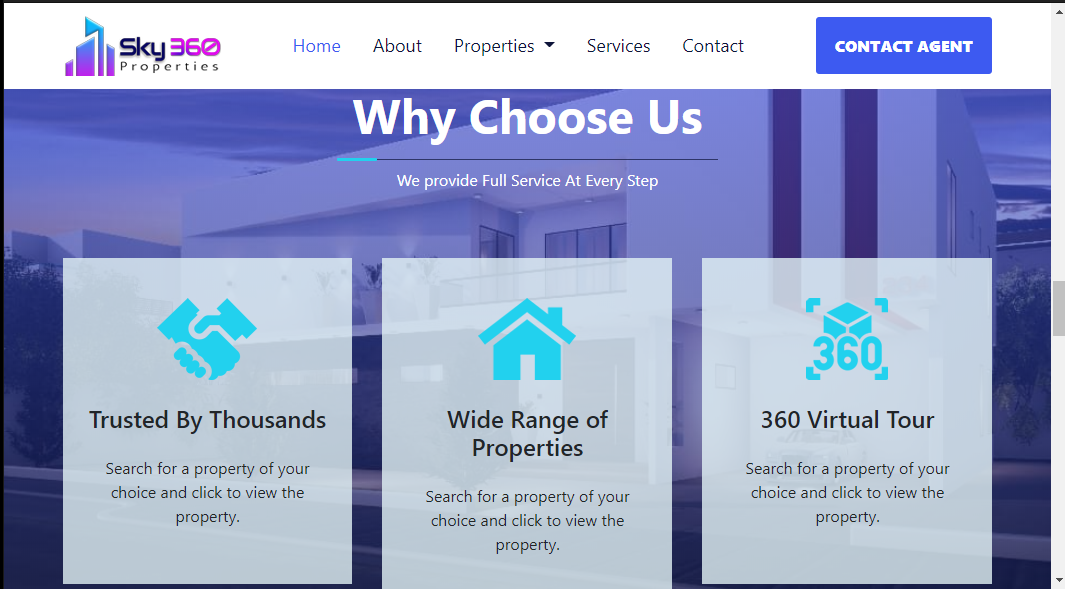 Sky 360
Properties
Home About Properties Services Contact
CONTACT AGENT
Why Choose Us
We provide Full Service At Every Step
Trusted By Thousands
Search for a property of your
choice and click to view the
property.
Wide Range of
Properties
Search for a property of your
choice and click to view the
property.
360
360 Virtual Tour
Search for a property of your
choice and click to view the
property.